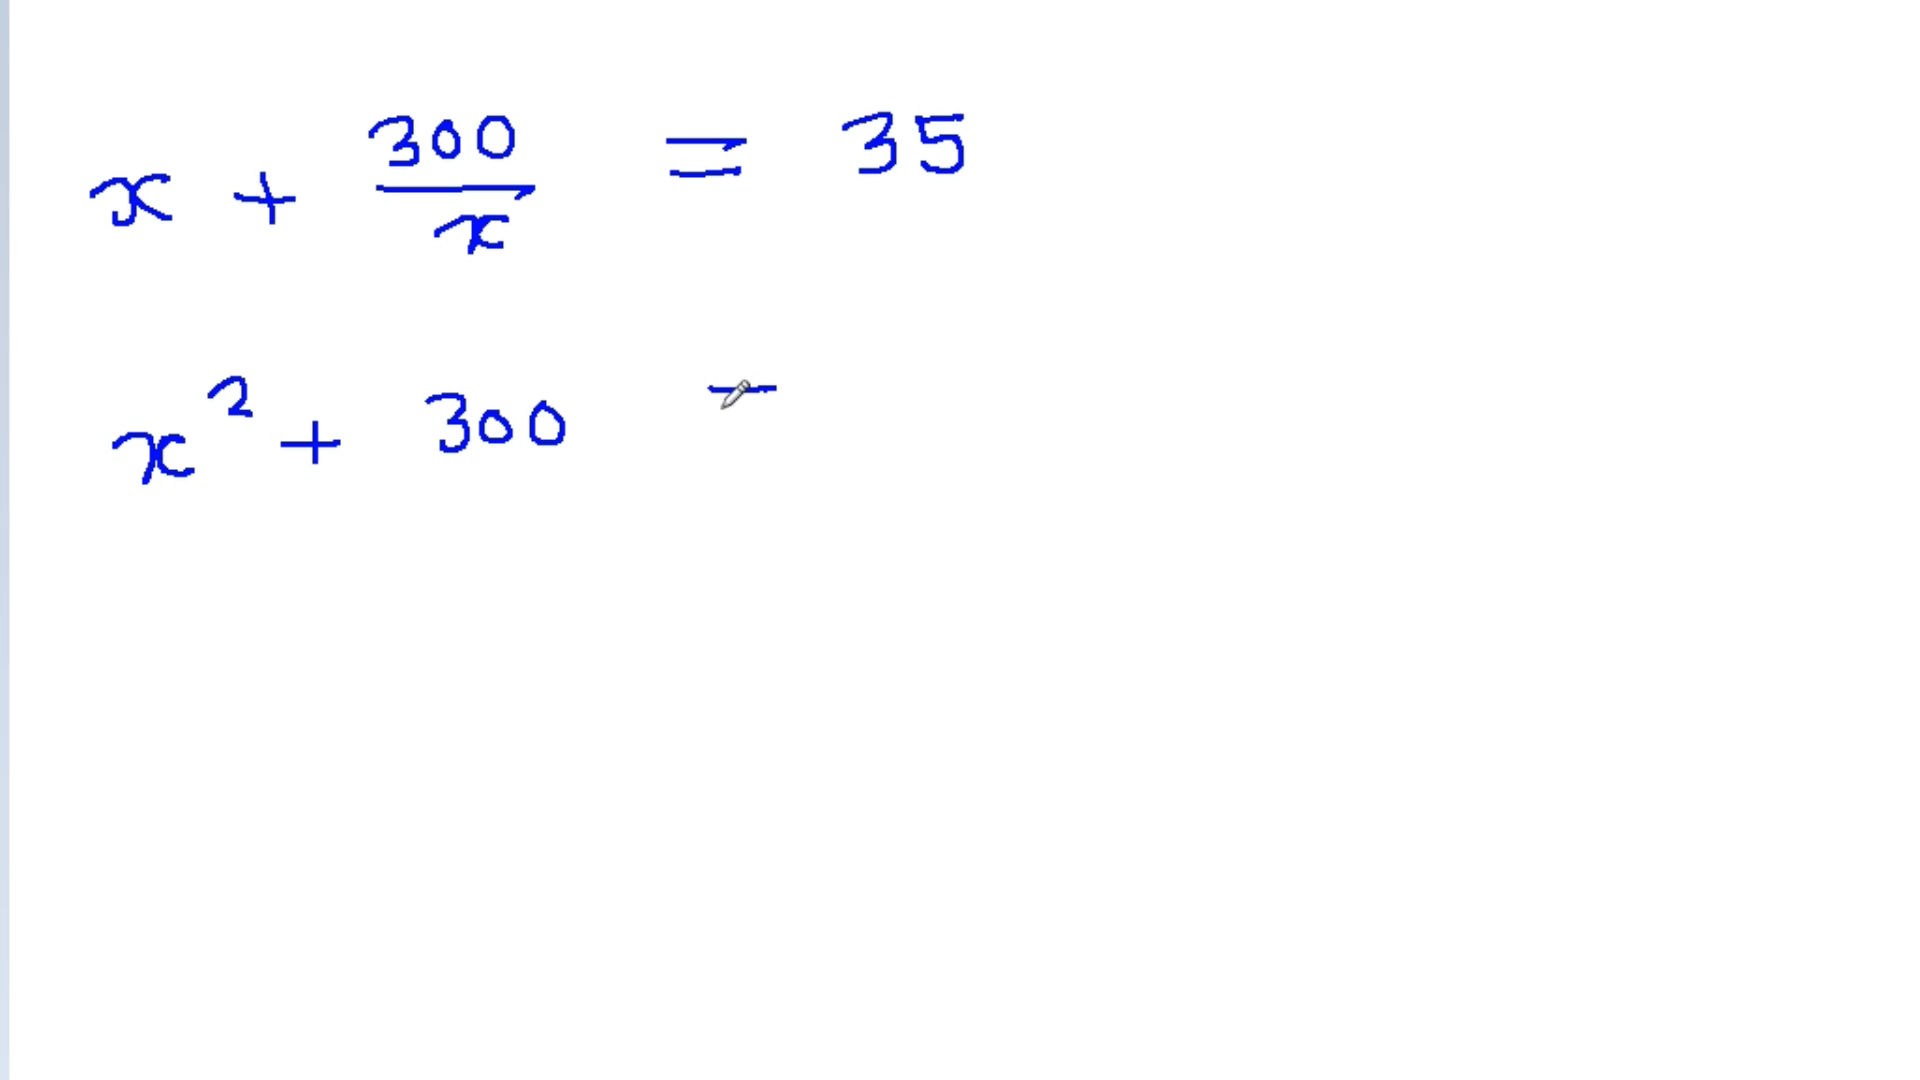 x + 300/x = 35
x² + 300 −